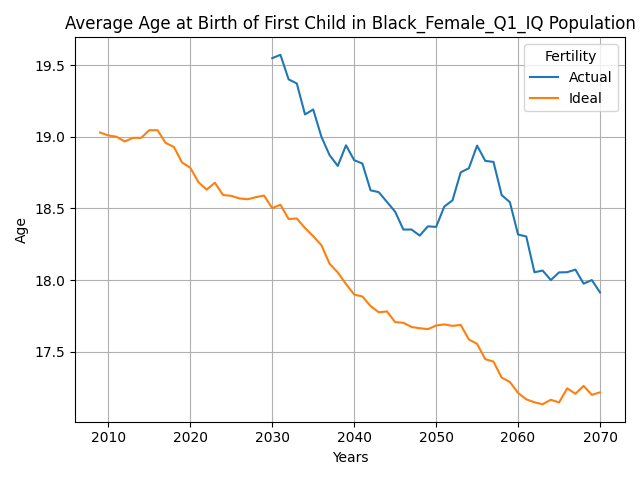 Average Age at Birth of First Child in Black_Female_Q1_IQ Population
Fertility
Actual
Ideal
19.5
19.0
18.5
18.0
17.5
Age
2010 2020 2030 2040 2050 2060 2070
Years